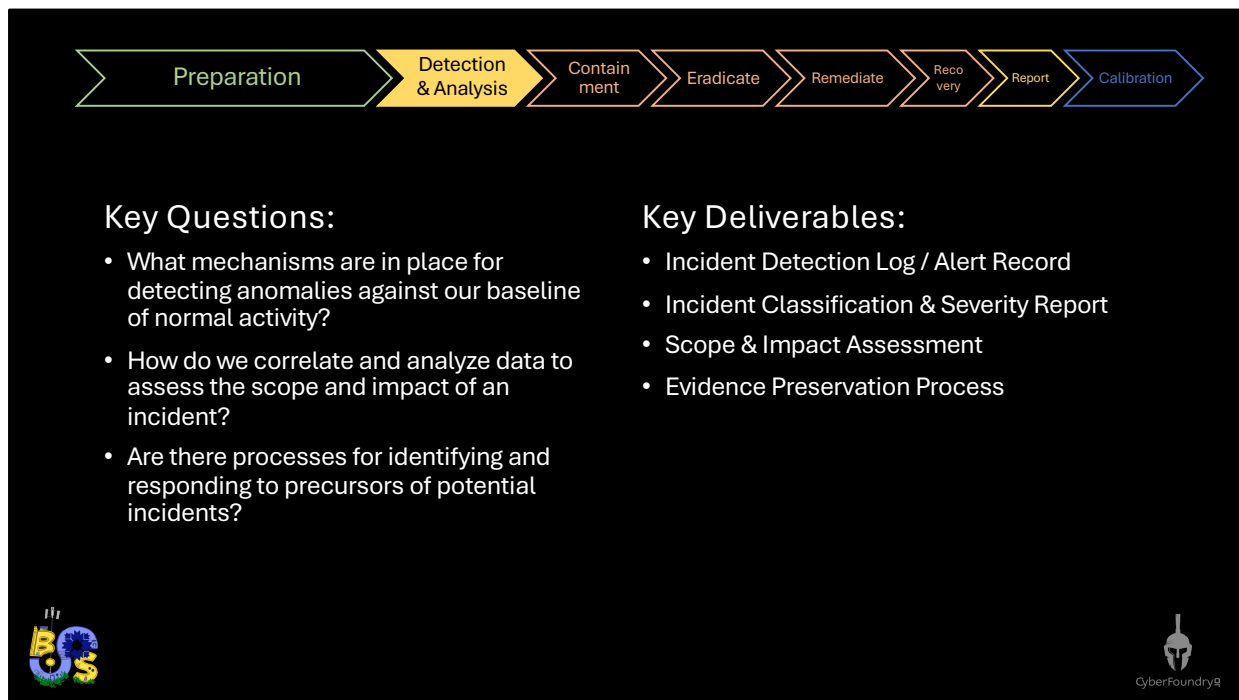 Preparation
Detection
& Analysis
Contain
ment
Eradicate
Remediate
Reco
very
Report
Calibration
Key Questions:
• What mechanisms are in place for
detecting anomalies against our baseline
of normal activity?
• How do we correlate and analyze data to
assess the scope and impact of an
incident?
• Are there processes for identifying and
responding to precursors of potential
incidents?
Key Deliverables:
• Incident Detection Log / Alert Record
• Incident Classification & Severity Report
• Scope & Impact Assessment
• Evidence Preservation Process
B
S
CyberFoundry